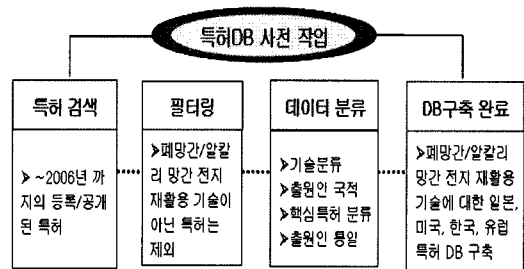 특허DB 사전 작업
특허 검색
➢ ~2006년 까
지의 등록/공개
된 특허
필터링
➢폐망간/알칼
리 망간 전지
재활용 기술이
아닌 특허는
제외
데이터 분류
➢기술분류
➢출원인 국적
➢핵심특허 분류
➢출원인 통일
DB구축 완료
➢폐망간/알칼리
망간 전지 재활용
기술에 대한 일본,
미국, 한국, 유럽
특허 DB 구축